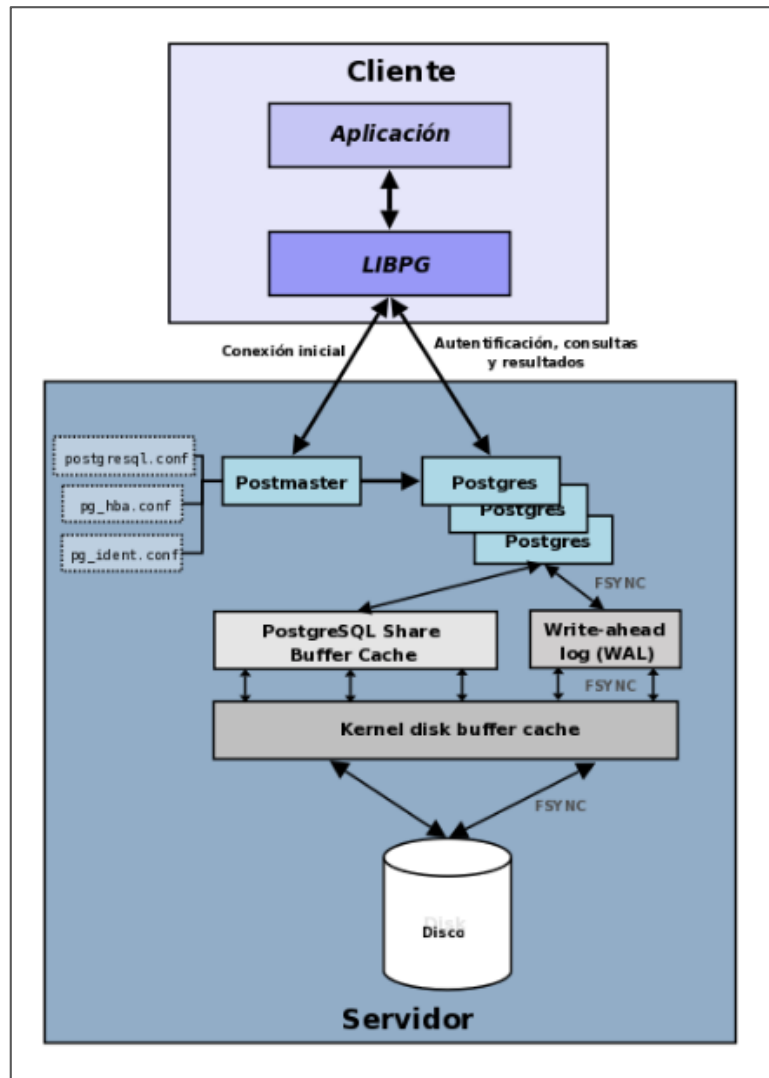 Cliente
Aplicación
LIBPG
Conexión inicial
Autentificación, consultas
y resultados
postgresql.conf
pg_hba.conf
pg_ident.conf
Postmaster
Postgres
Postgres
Postgres
FSYNC
PostgreSQL Share
Buffer Cache
Write-ahead
log (WAL)
FSYNC
Kernel disk buffer cache
FSYNC
Disk
Disco
Servidor